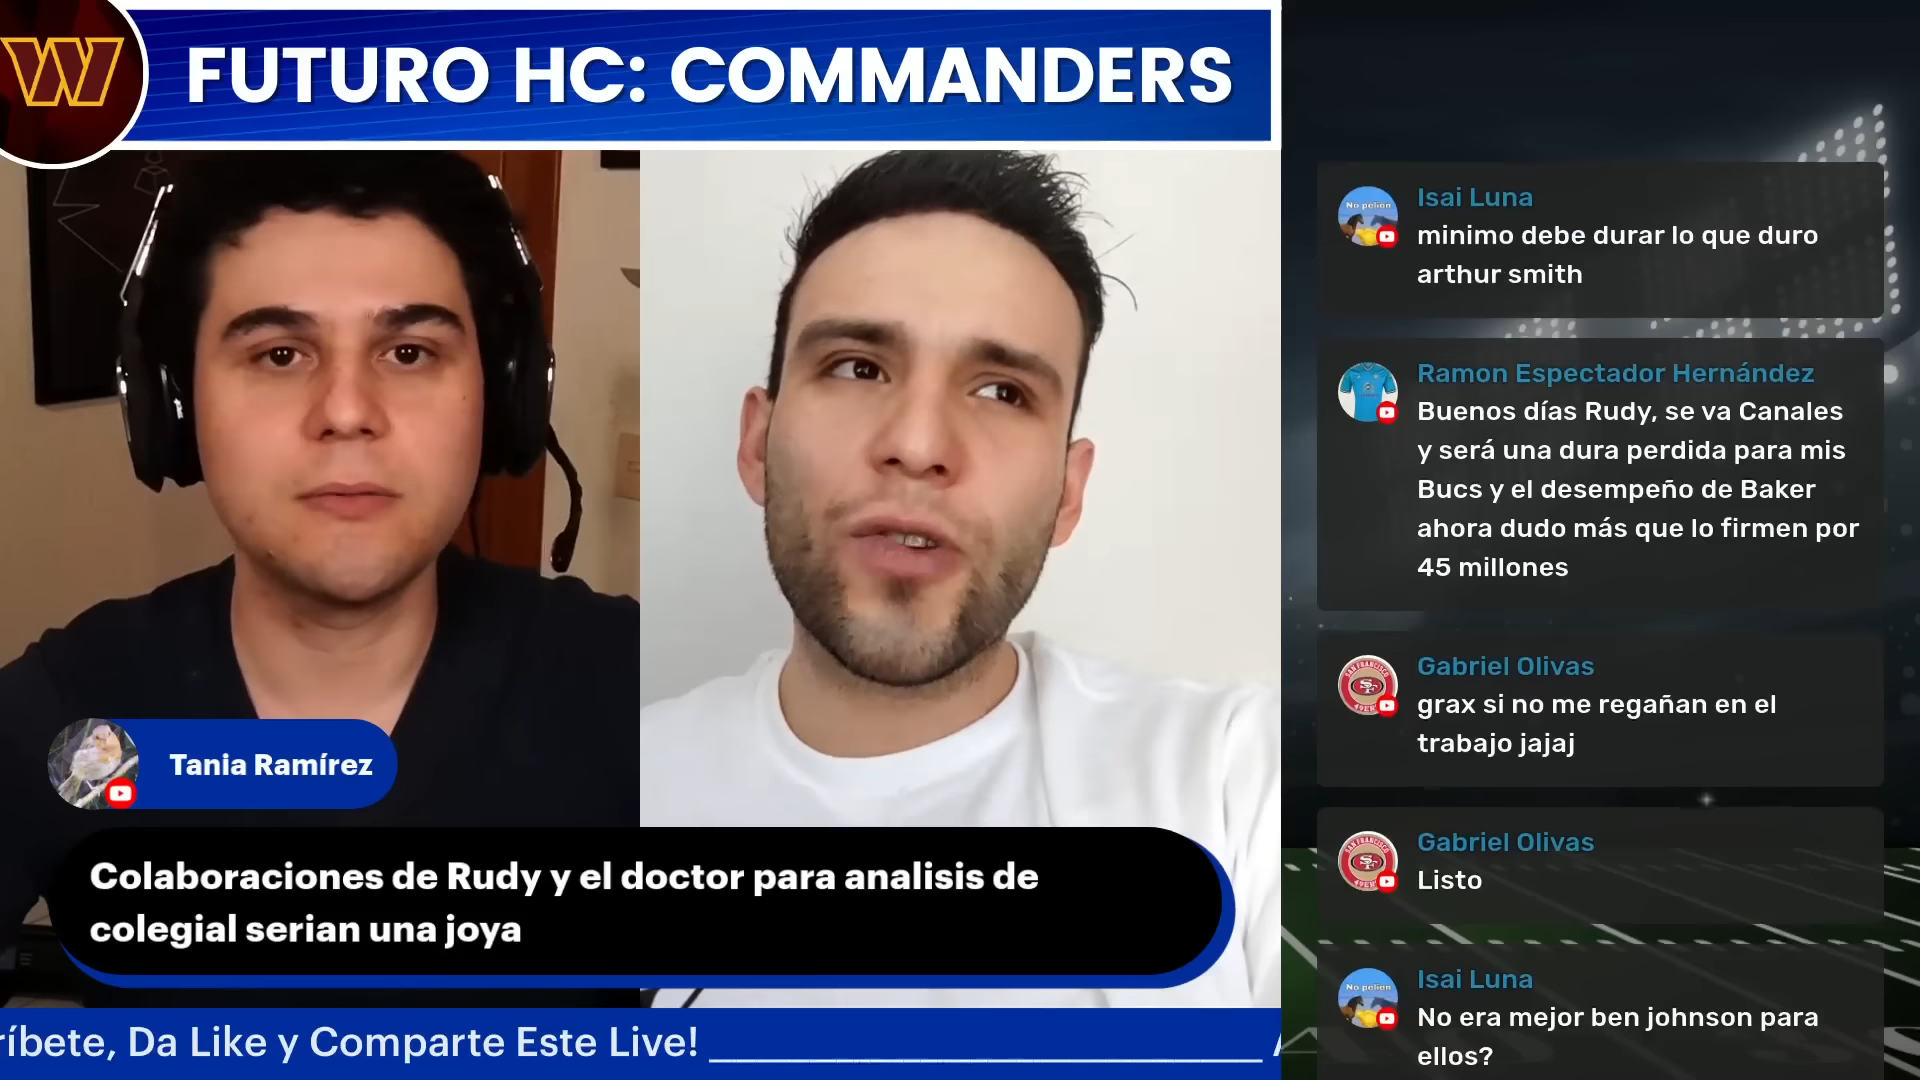 FUTURO HC: COMMANDERS
Isai Luna
minimo debe durar lo que duro
arthur smith
Ramon Espectador Hernández
Buenos días Rudy, se va Canales
y será una dura perdida para mis
Bucs y el desempeño de Baker
ahora dudo más que lo firmen por
45 millones
Gabriel Olivas
grax si no me regañan en el
trabajo jajaj
Gabriel Olivas
Listo
Isai Luna
No era mejor ben johnson para
ellos?
Tania Ramírez
Colaboraciones de Rudy y el doctor para analisis de
colegial serian una joya
ríbete, Da Like y Comparte Este Live! ___________________________